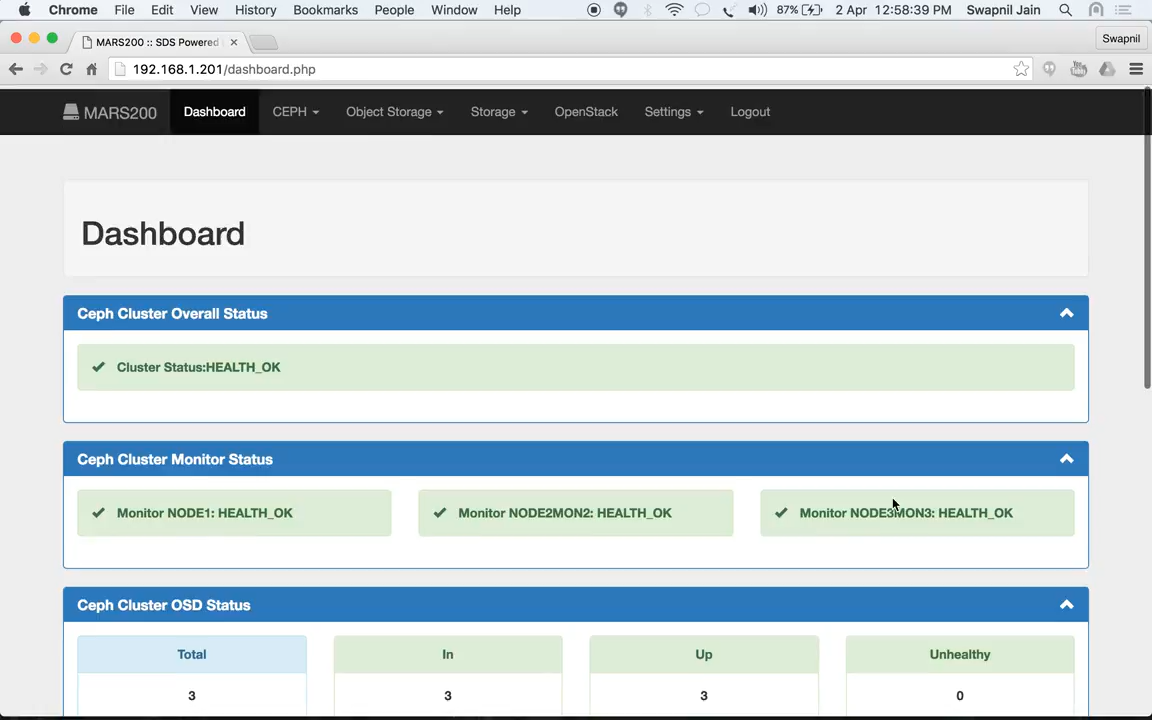 Chrome File Edit View History Bookmarks People Window Help 87% 2 Apr 12:58:39 PM Swapnil Jain
MARS200 :: SDS Powered Swapnil
192.168.1.201/dashboard.php
MARS200 Dashboard CEPH Object Storage Storage OpenStack Settings Logout
Dashboard
Ceph Cluster Overall Status
Cluster Status:HEALTH_OK
Ceph Cluster Monitor Status
Monitor NODE1: HEALTH_OK Monitor NODE2MON2: HEALTH_OK Monitor NODE3MON3: HEALTH_OK
Ceph Cluster OSD Status
Total In Up Unhealthy
3 3 3 0